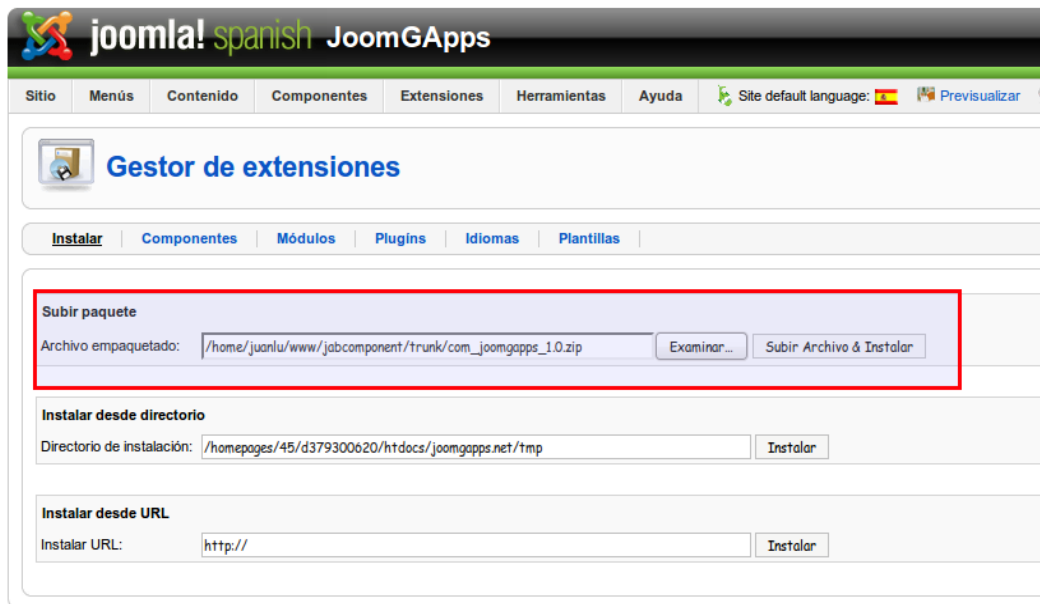 joomla! spanish JoomGApps
Sitio Menús Contenido Componentes Extensiones Herramientas Ayuda Site default language: Previsualizar
Gestor de extensiones
Instalar Componentes Módulos Plugins Idiomas Plantillas
Subir paquete
Archivo empaquetado: /home/juanlu/www/jabcomponent/trunk/com_joomgapps_1.0.zip Examinar... Subir Archivo & Instalar
Instalar desde directorio
Directorio de instalación: /homepages/45/d379300620/htdocs/joomgapps.net/tmp Instalar
Instalar desde URL
Instalar URL: http:// Instalar